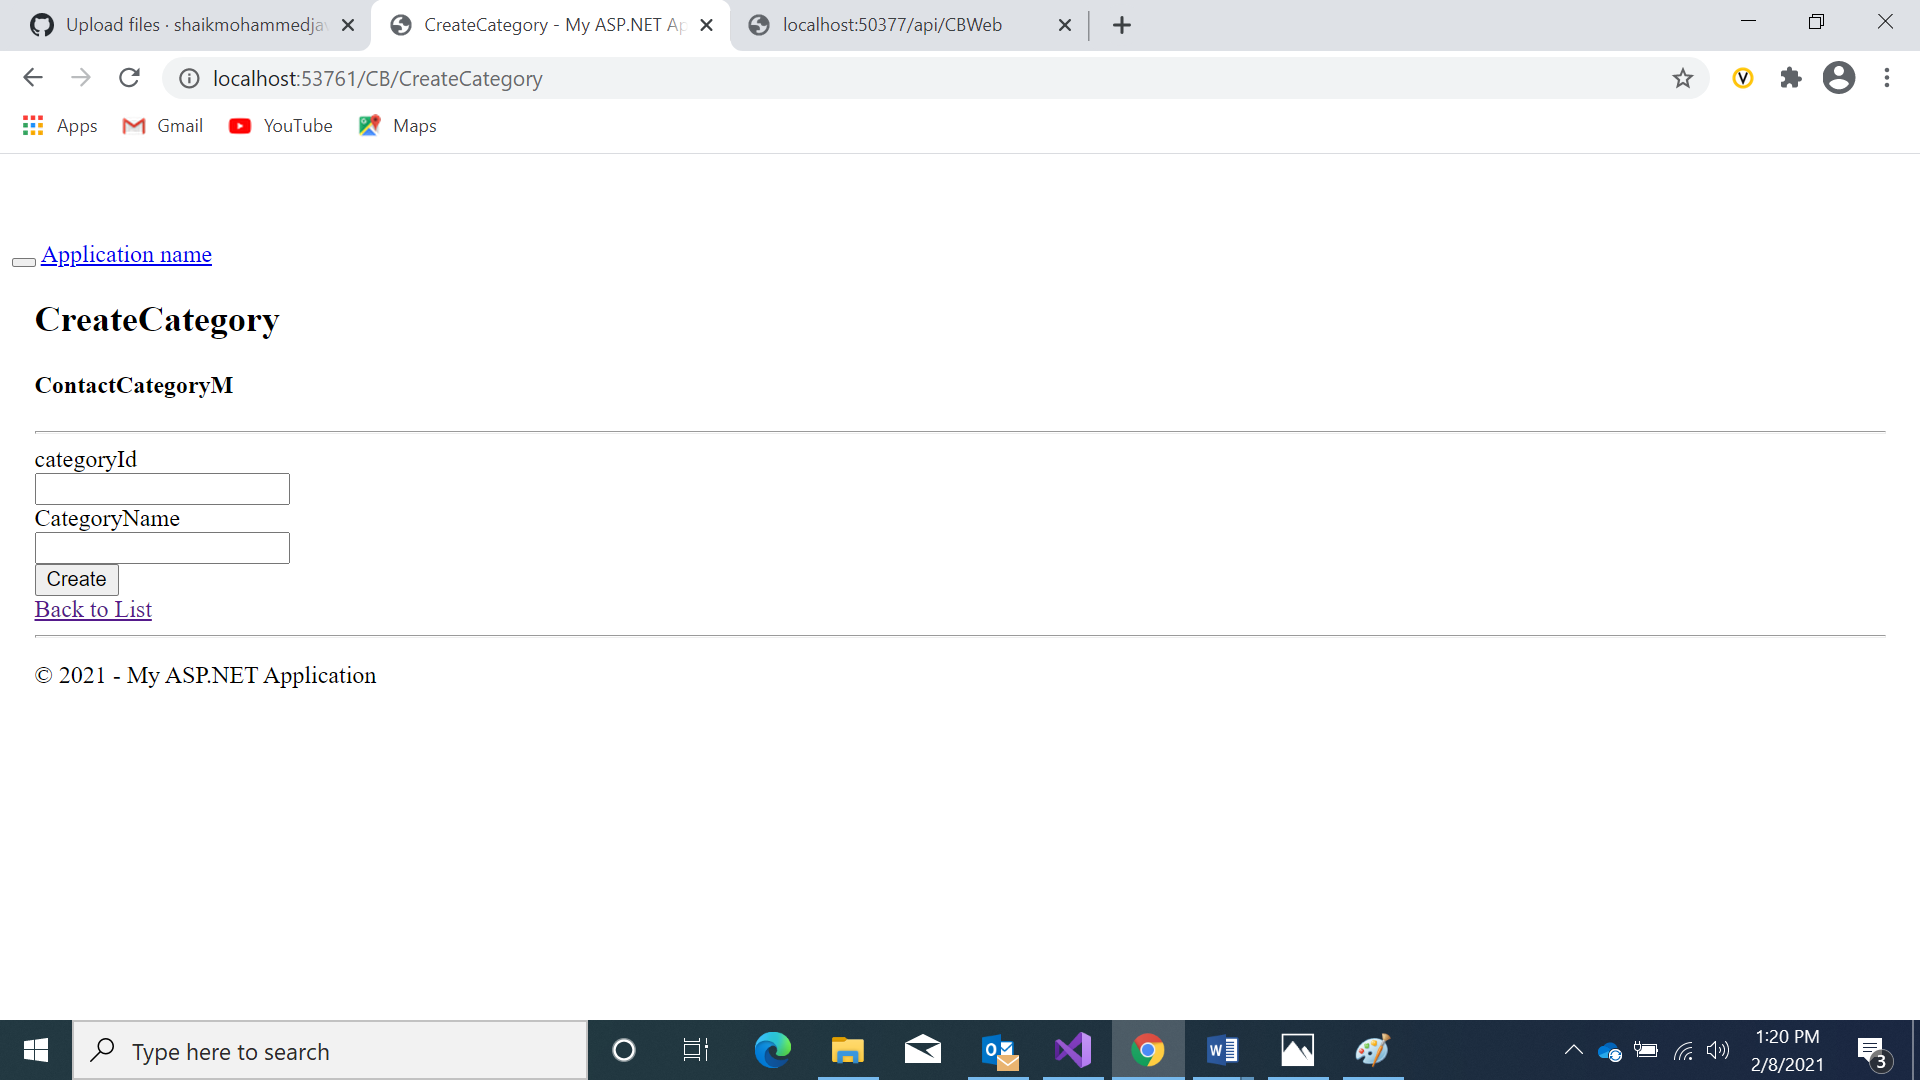 Upload files · shaikmohammedja
CreateCategory - My ASP.NET Ap
localhost:50377/api/CBWeb
localhost:53761/CB/CreateCategory
Apps
Gmail
YouTube
Maps
Application name
CreateCategory
ContactCategoryM
categoryId
CategoryName
Create
Back to List
© 2021 - My ASP.NET Application
Type here to search
1:20 PM
2/8/2021
3